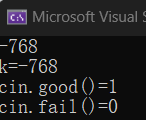 Microsoft Visual S
-768
k=-768
cin.good()=1
cin.fail()=0